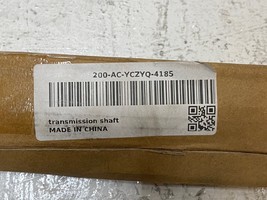 200-AC-YCZYQ-4185
transmission shaft
MADE IN CHINA